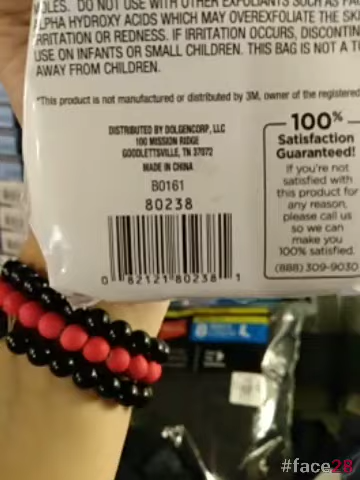 OLES. DO NOT USE WITH OTHER EXFOLIANTS SUCH AS
ALPHA HYDROXY ACIDS WHICH MAY OVEREXFOLIATE THE
IRRITATION OR REDNESS. IF IRRITATION OCCURS, DISCONTIN
USE ON INFANTS OR SMALL CHILDREN. THIS BAG IS NOT A
AWAY FROM CHILDREN.
*This product is not manufactured or distributed by 3M, owner of the registered
DISTRIBUTED BY DOLGENCORP, LLC
100 MISSION RIDGE
GOODLETTSVILLE, TN 37072
MADE IN CHINA
B0161
80238
0 82121 80238 1
100%
Satisfaction
Guaranteed!
If you're not
satisfied with
this product for
any reason,
please call us
so we can
make you
100% satisfied.
(888) 309-9030
8
L
#face28